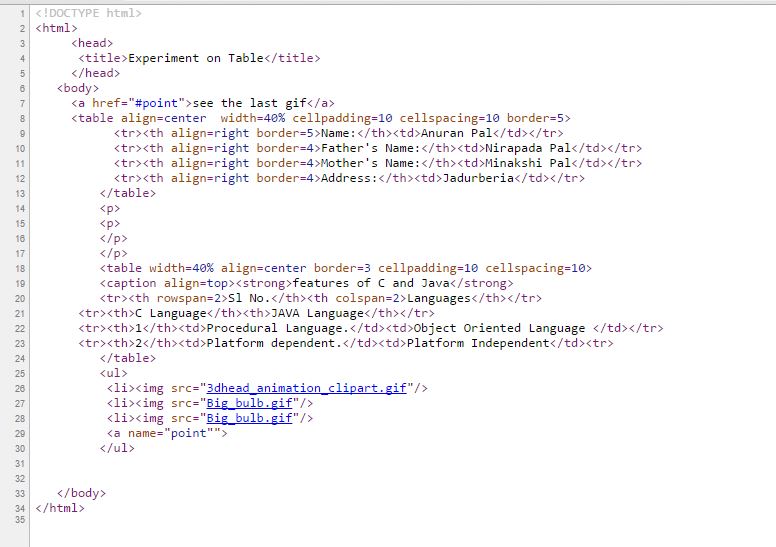 1 <!DOCTYPE html>
2 <html>
3 <head>
4 <title>Experiment on Table</title>
5 </head>
6 <body>
7 <a href="#point">see the last gif</a>
8 <table align=center  width=40% cellpadding=10 cellspacing=10 border=5>
9 <tr><th align=right border=5>Name:</th><td>Anuran Pal</td></tr>
10 <tr><th align=right border=4>Father's Name:</th><td>Nirapada Pal</td></tr>
11 <tr><th align=right border=4>Mother's Name:</th><td>Minakshi Pal</td></tr>
12 <tr><th align=right border=4>Address:</th><td>Jadurberia</td></tr>
13 </table>
14 <p>
15 <p>
16 </p>
17 </p>
18 <table width=40% align=center border=3 cellpadding=10 cellspacing=10>
19 <caption align=top><strong>features of C and Java</strong>
20 <tr><th rowspan=2>Sl No.</th><th colspan=2>Languages</th></tr>
21 <tr><th>C Language</th><th>JAVA Language</th></tr>
22 <tr><th>1</th><td>Procedural Language.</td><td>Object Oriented Language </td></tr>
23 <tr><th>2</th><td>Platform dependent.</td><td>Platform Independent</td><tr>
24 </table>
25 <ul>
26 <li><img src="3dhead_animation_clipart.gif"/>
27 <li><img src="Big_bulb.gif"/>
28 <li><img src="Big_bulb.gif"/>
29 <a name="point"">
30 </ul>
31
32
33 </body>
34 </html>
35